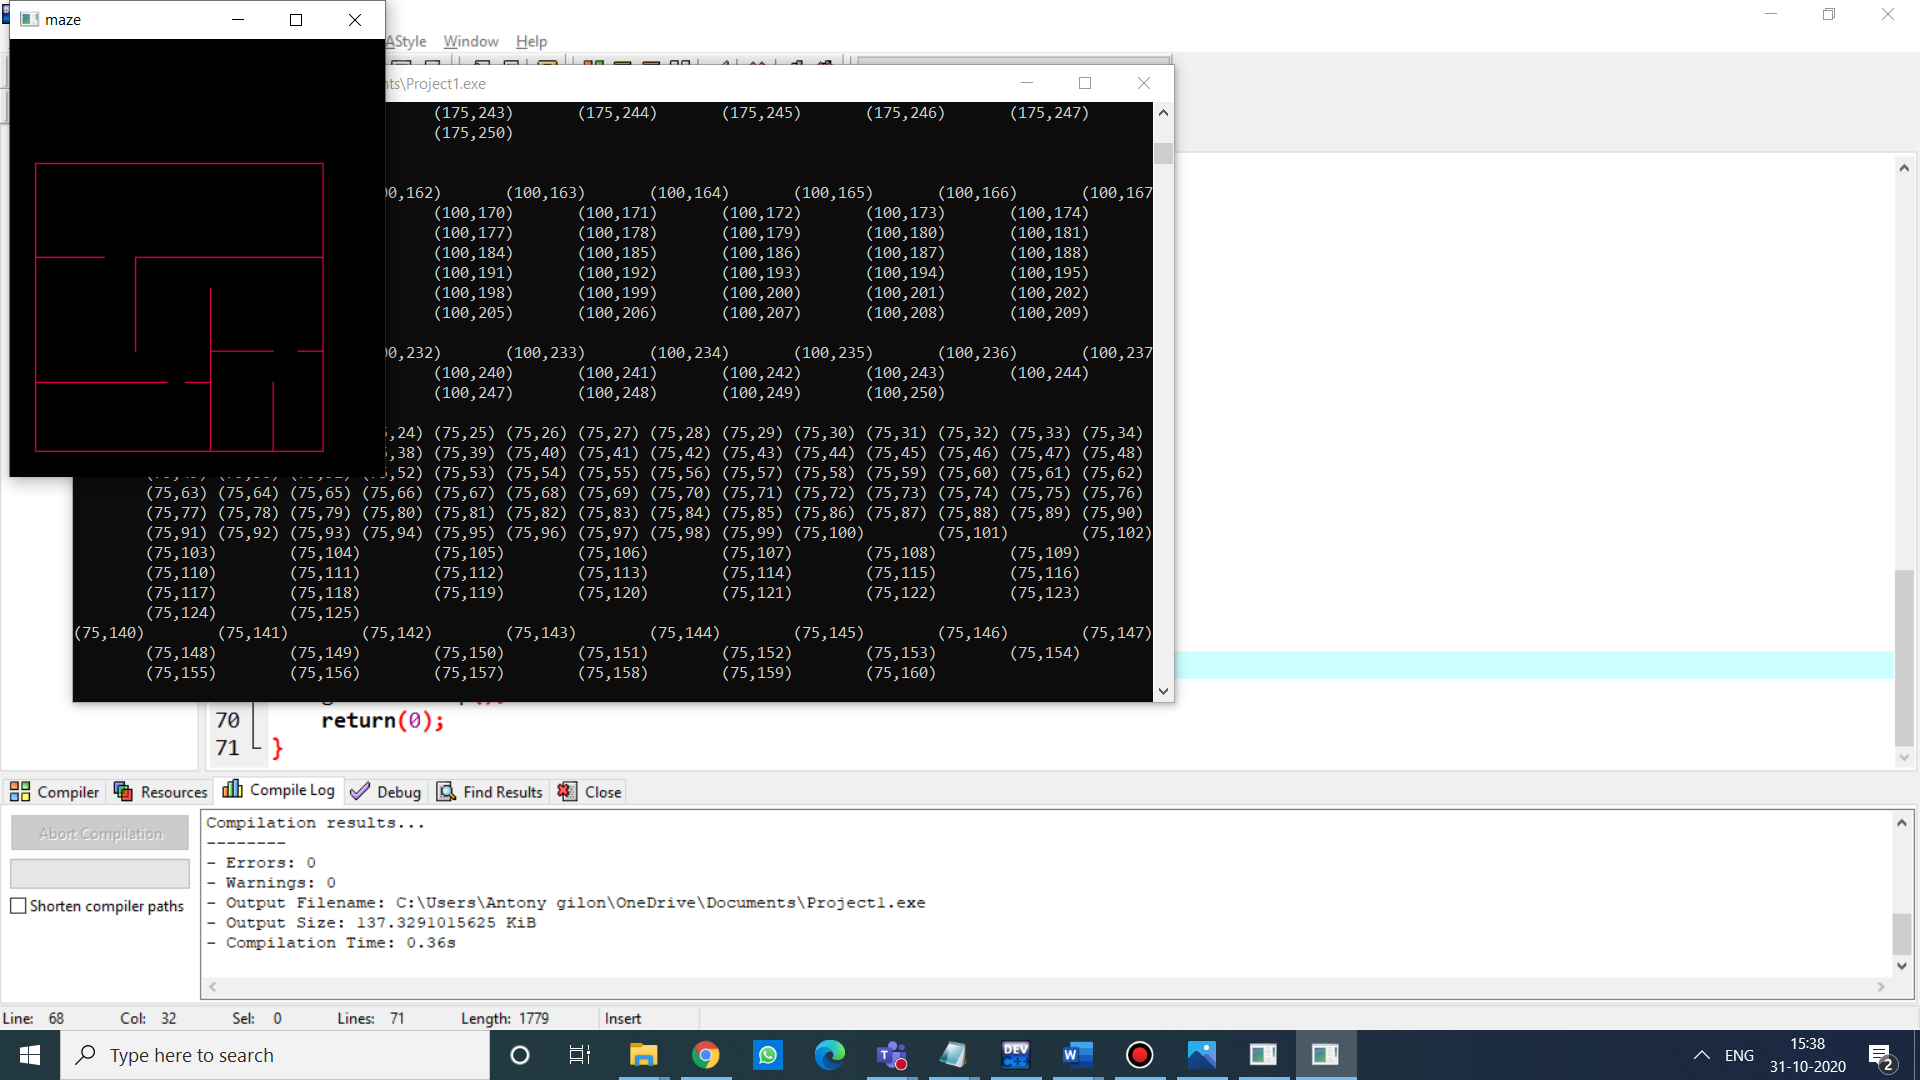 maze
AStyle Window Help
nts\Project1.exe
(175,243) (175,244) (175,245) (175,246) (175,247)
(175,250)
00,162) (100,163) (100,164) (100,165) (100,166) (100,167
(100,170) (100,171) (100,172) (100,173) (100,174)
(100,177) (100,178) (100,179) (100,180) (100,181)
(100,184) (100,185) (100,186) (100,187) (100,188)
(100,191) (100,192) (100,193) (100,194) (100,195)
(100,198) (100,199) (100,200) (100,201) (100,202)
(100,205) (100,206) (100,207) (100,208) (100,209)
00,232) (100,233) (100,234) (100,235) (100,236) (100,237
(100,240) (100,241) (100,242) (100,243) (100,244)
(100,247) (100,248) (100,249) (100,250)
,24) (75,25) (75,26) (75,27) (75,28) (75,29) (75,30) (75,31) (75,32) (75,33) (75,34)
,38) (75,39) (75,40) (75,41) (75,42) (75,43) (75,44) (75,45) (75,46) (75,47) (75,48)
,52) (75,53) (75,54) (75,55) (75,56) (75,57) (75,58) (75,59) (75,60) (75,61) (75,62)
(75,63) (75,64) (75,65) (75,66) (75,67) (75,68) (75,69) (75,70) (75,71) (75,72) (75,73) (75,74) (75,75) (75,76)
(75,77) (75,78) (75,79) (75,80) (75,81) (75,82) (75,83) (75,84) (75,85) (75,86) (75,87) (75,88) (75,89) (75,90)
(75,91) (75,92) (75,93) (75,94) (75,95) (75,96) (75,97) (75,98) (75,99) (75,100) (75,101) (75,102)
(75,103) (75,104) (75,105) (75,106) (75,107) (75,108) (75,109)
(75,110) (75,111) (75,112) (75,113) (75,114) (75,115) (75,116)
(75,117) (75,118) (75,119) (75,120) (75,121) (75,122) (75,123)
(75,124) (75,125)
(75,140) (75,141) (75,142) (75,143) (75,144) (75,145) (75,146) (75,147)
(75,148) (75,149) (75,150) (75,151) (75,152) (75,153) (75,154)
(75,155) (75,156) (75,157) (75,158) (75,159) (75,160)
70 return(0);
71 }
Compiler Resources Compile Log Debug Find Results Close
Abort Compilation
Shorten compiler paths
Compilation results...
--------
- Errors: 0
- Warnings: 0
- Output Filename: C:\Users\Antony gilon\OneDrive\Documents\Project1.exe
- Output Size: 137.3291015625 KiB
- Compilation Time: 0.36s
Line: 68 Col: 32 Sel: 0 Lines: 71 Length: 1779 Insert
Type here to search
DEV
ENG
15:38
31-10-2020
2